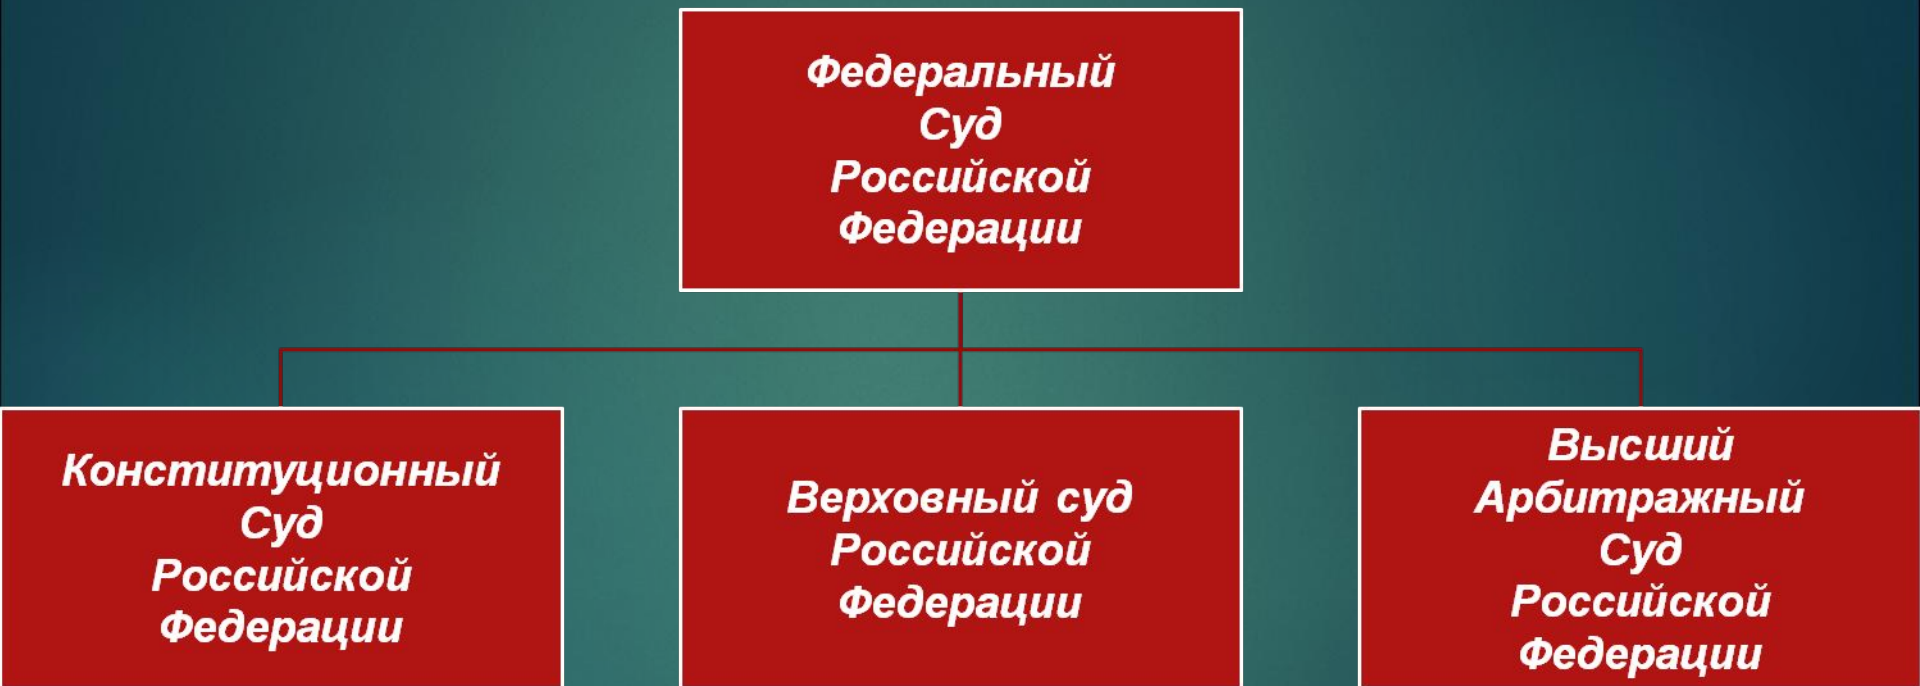 Федеральный
Суд
Российской
Федерации
Конституционный
Суд
Российской
Федерации
Верховный суд
Российской
Федерации
Высший
Арбитражный
Суд
Российской
Федерации